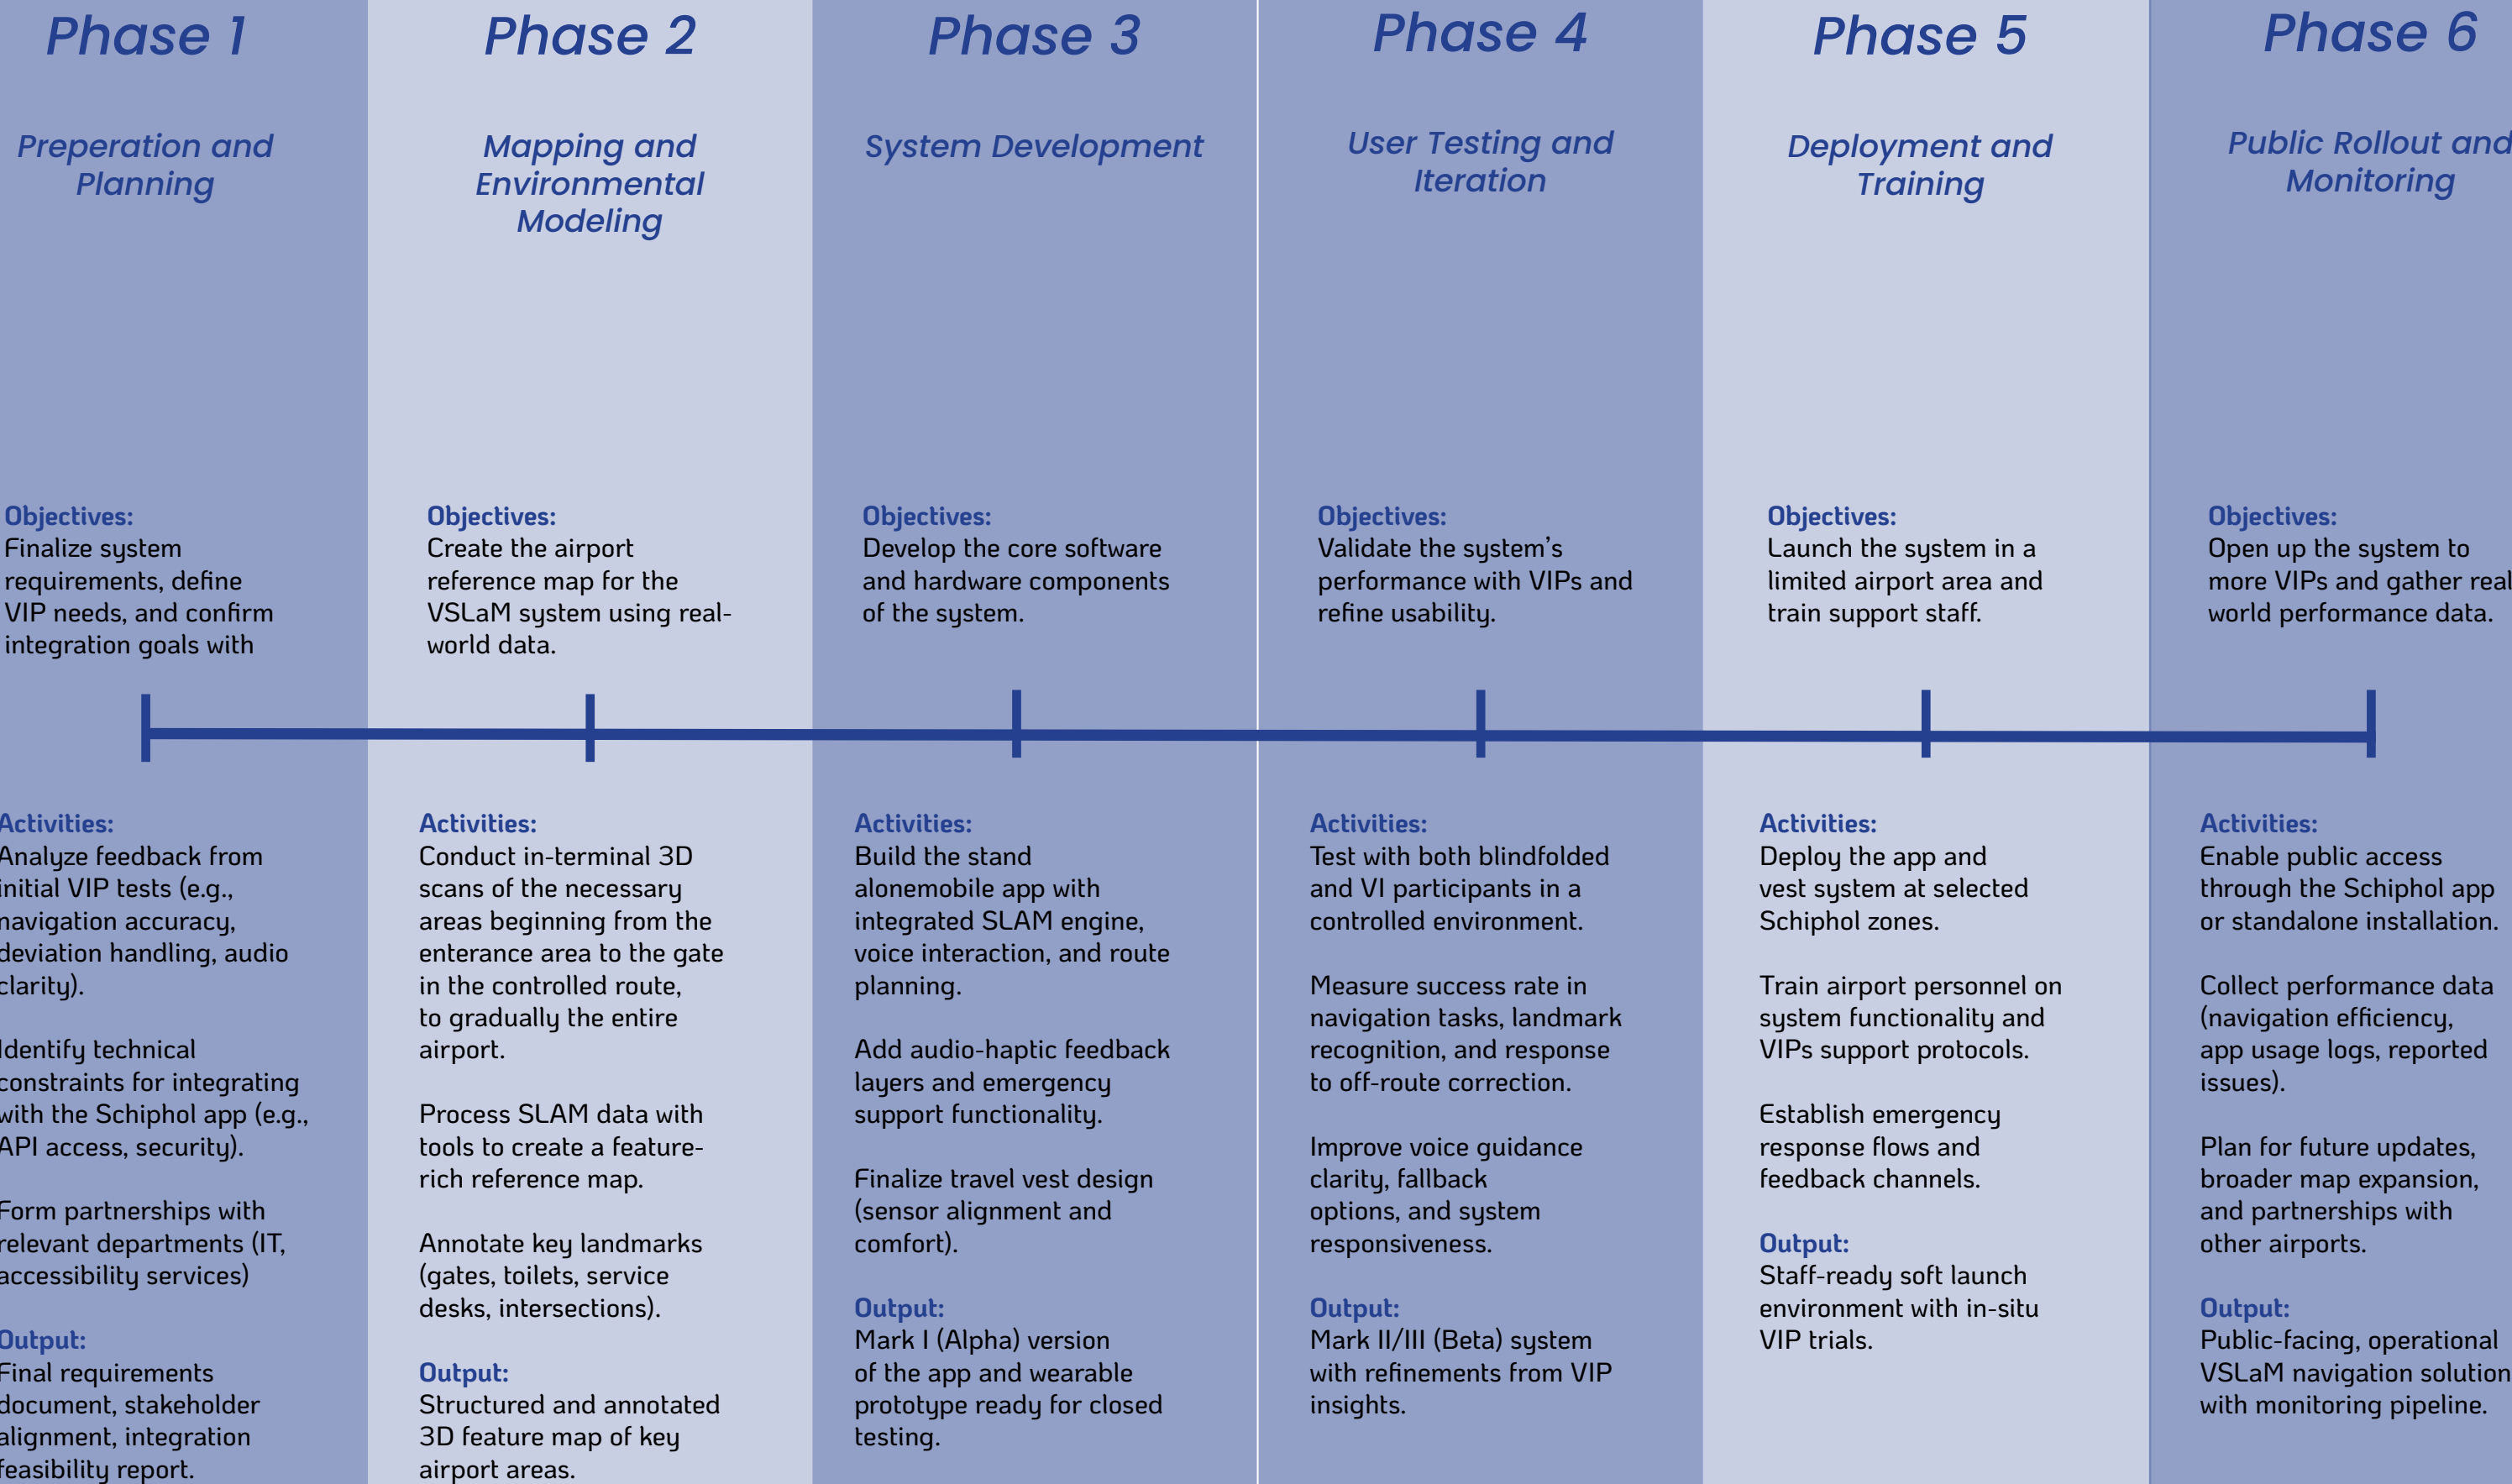 Phase 1
Preperation and
Planning
Objectives:
Finalize system
requirements, define
VIP needs, and confirm
integration goals with
Activities:
Analyze feedback from
initial VIP tests (e.g.,
navigation accuracy,
deviation handling, audio
clarity).
Identify technical
constraints for integrating
with the Schiphol app (e.g.,
API access, security).
Form partnerships with
relevant departments (IT,
accessibility services)
Output:
Final requirements
document, stakeholder
alignment, integration
feasibility report.
Phase 2
Mapping and
Environmental
Modeling
Objectives:
Create the airport
reference map for the
VSLaM system using real-
world data.
Activities:
Conduct in-terminal 3D
scans of the necessary
areas beginning from the
enterance area to the gate
in the controlled route,
to gradually the entire
airport.
Process SLAM data with
tools to create a feature-
rich reference map.
Annotate key landmarks
(gates, toilets, service
desks, intersections).
Output:
Structured and annotated
3D feature map of key
airport areas.
Phase 3
System Development
Objectives:
Develop the core software
and hardware components
of the system.
Activities:
Build the stand
alonemobile app with
integrated SLAM engine,
voice interaction, and route
planning.
Add audio-haptic feedback
layers and emergency
support functionality.
Finalize travel vest design
(sensor alignment and
comfort).
Output:
Mark I (Alpha) version
of the app and wearable
prototype ready for closed
testing.
Phase 4
User Testing and
Iteration
Objectives:
Validate the system’s
performance with VIPs and
refine usability.
Activities:
Test with both blindfolded
and VI participants in a
controlled environment.
Measure success rate in
navigation tasks, landmark
recognition, and response
to off-route correction.
Improve voice guidance
clarity, fallback
options, and system
responsiveness.
Output:
Mark II/III (Beta) system
with refinements from VIP
insights.
Phase 5
Deployment and
Training
Objectives:
Launch the system in a
limited airport area and
train support staff.
Activities:
Deploy the app and
vest system at selected
Schiphol zones.
Train airport personnel on
system functionality and
VIPs support protocols.
Establish emergency
response flows and
feedback channels.
Output:
Staff-ready soft launch
environment with in-situ
VIP trials.
Phase 6
Public Rollout and
Monitoring
Objectives:
Open up the system to
more VIPs and gather real
world performance data.
Activities:
Enable public access
through the Schiphol app
or standalone installation.
Collect performance data
(navigation efficiency,
app usage logs, reported
issues).
Plan for future updates,
broader map expansion,
and partnerships with
other airports.
Output:
Public-facing, operational
VSLaM navigation solution
with monitoring pipeline.